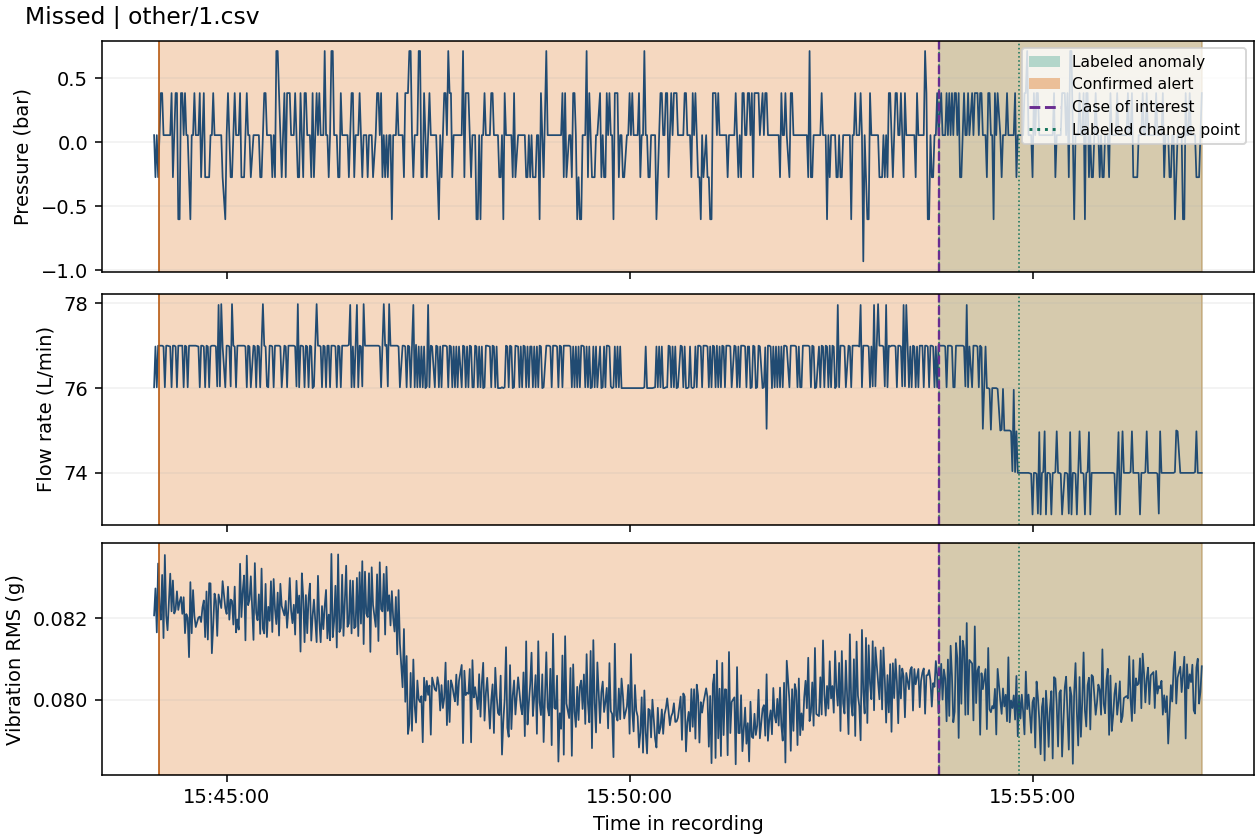 Missed | other/1.csv
Pressure (bar)
0.5
0.0
−0.5
−1.0
Labeled anomaly
Confirmed alert
Case of interest
Labeled change point
Flow rate (L/min)
78
76
74
Vibration RMS (g)
0.082
0.080
15:45:00
15:50:00
15:55:00
Time in recording